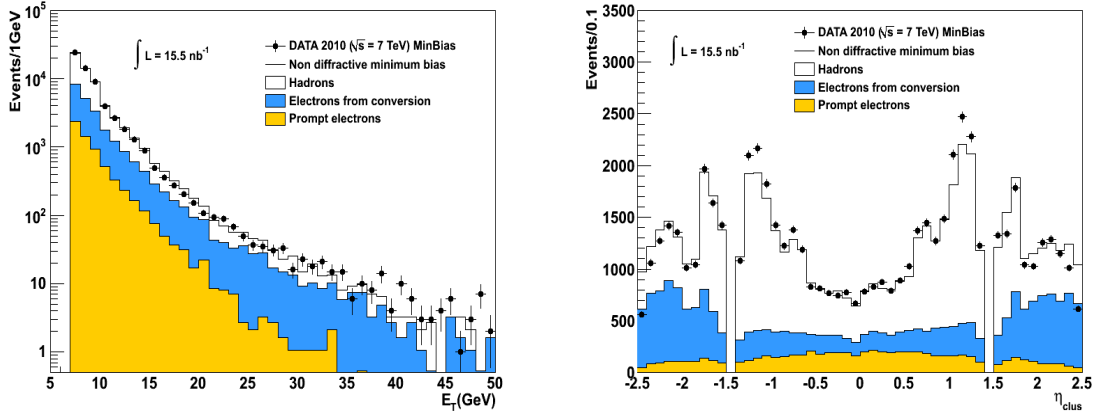 Events/1GeV
10^5
10^4
10^3
10^2
10
1
∫ L = 15.5 nb^-1
DATA 2010 (√s = 7 TeV) MinBias
Non diffractive minimum bias
Hadrons
Electrons from conversion
Prompt electrons
5 10 15 20 25 30 35 40 45 50
E_T(GeV)
Events/0.1
3500
3000
2500
2000
1500
1000
500
0
∫ L = 15.5 nb^-1
DATA 2010 (√s = 7 TeV) MinBias
Non diffractive minimum bias
Hadrons
Electrons from conversion
Prompt electrons
-2.5 -2 -1.5 -1 -0.5 0 0.5 1 1.5 2 2.5
η_clus